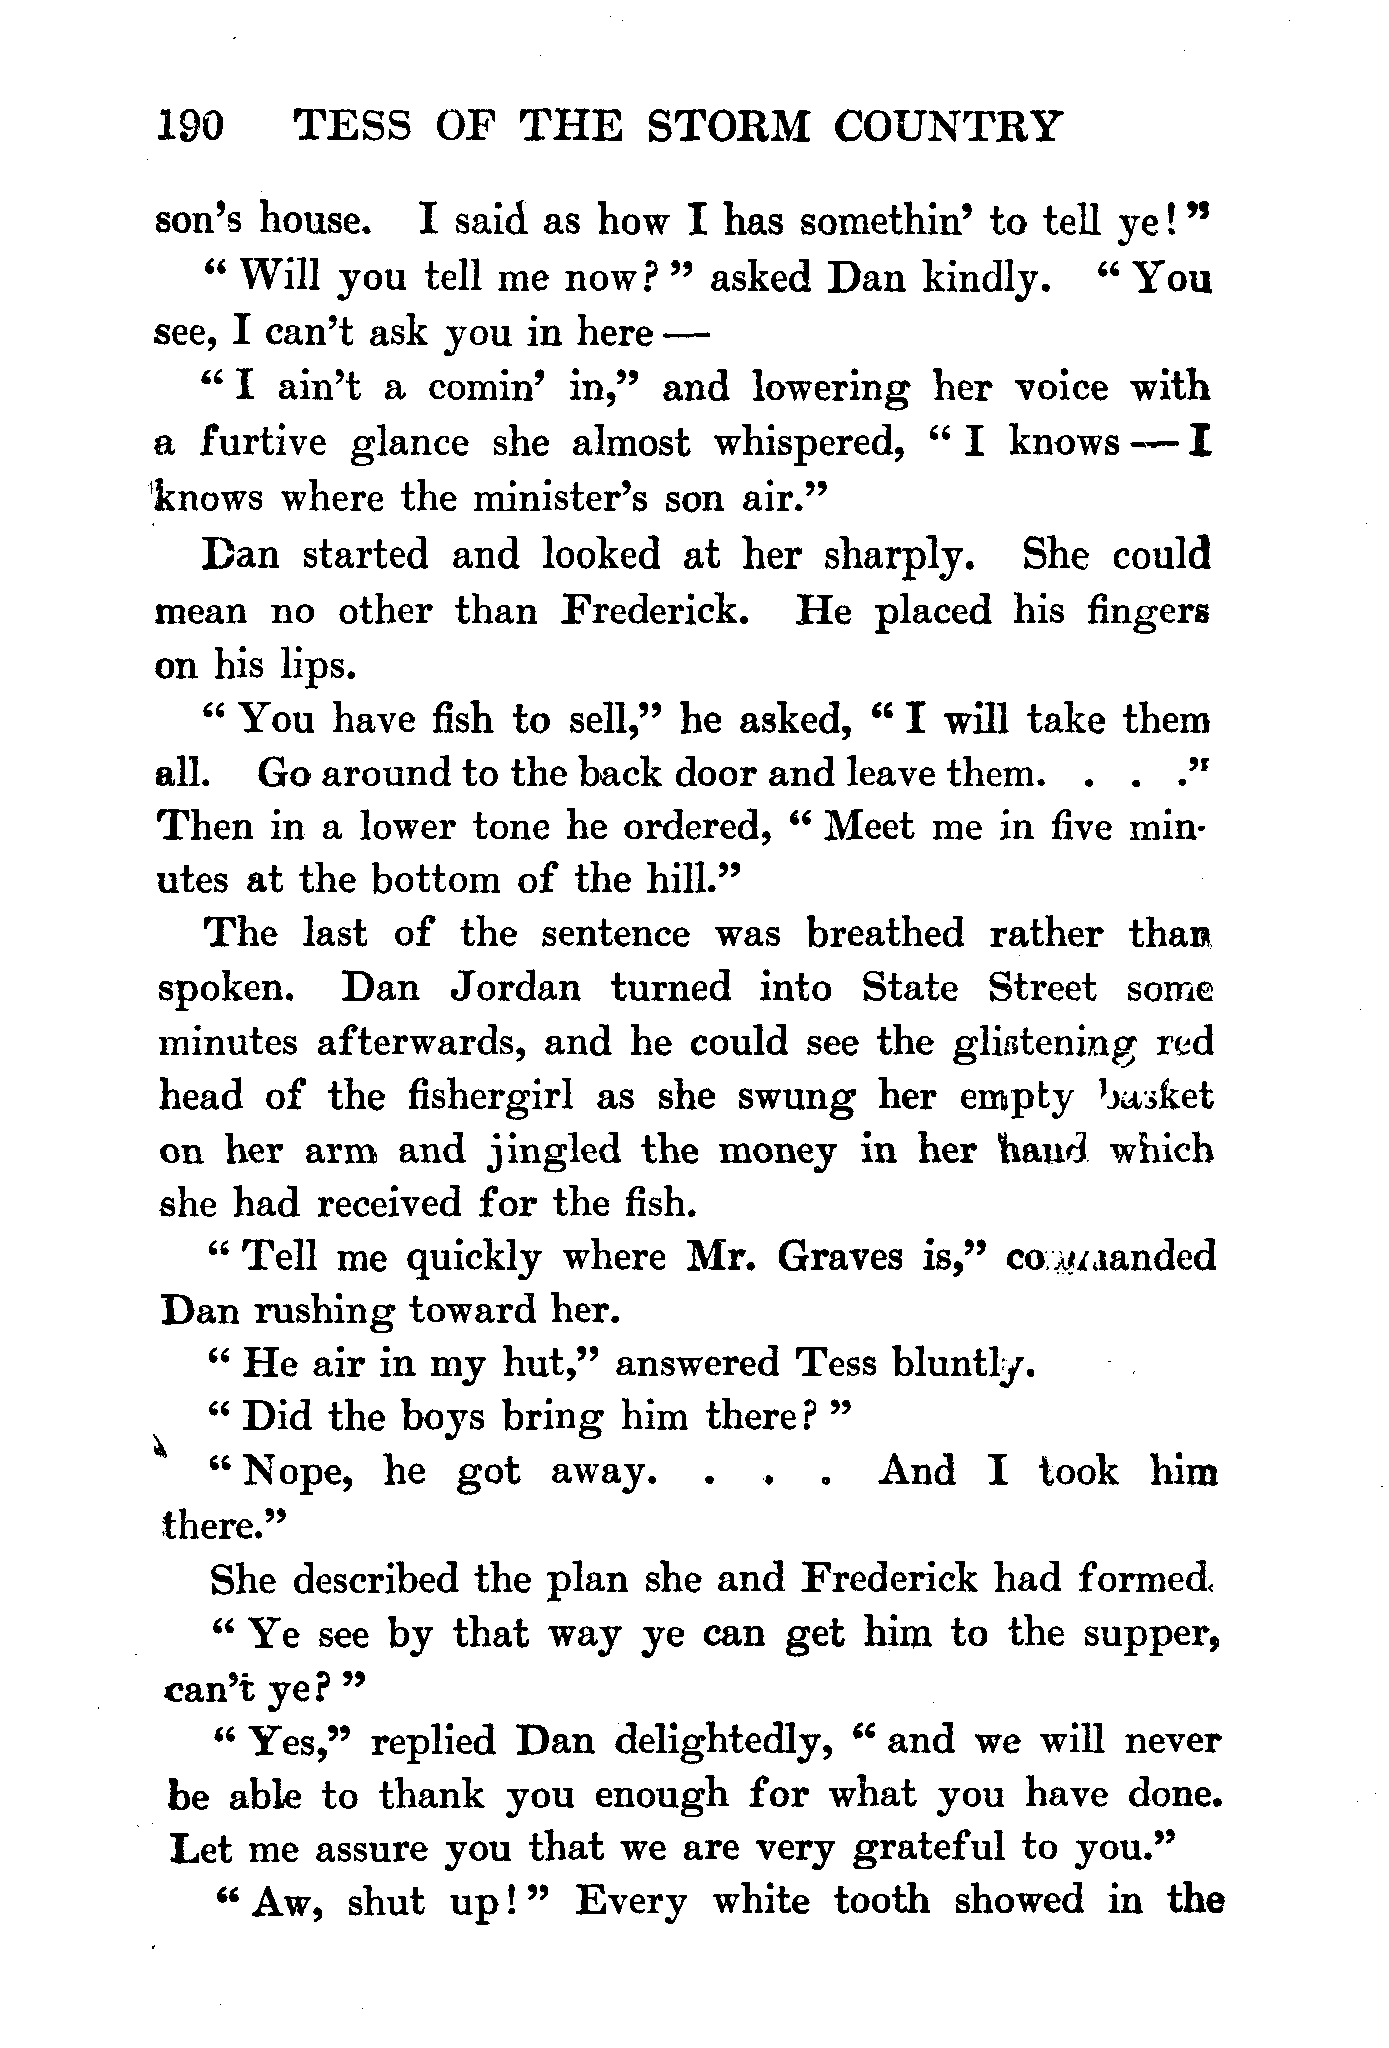 190 TESS OF THE STORM COUNTRY
son's house. I said as how I has somethin' to tell ye!"
"Will you tell me now?" asked Dan kindly. "You
see, I can't ask you in here—
"I ain't a comin' in," and lowering her voice with
a furtive glance she almost whispered, "I knows—I
knows where the minister's son air."
Dan started and looked at her sharply. She could
mean no other than Frederick. He placed his fingers
on his lips.
"You have fish to sell," he asked, "I will take them
all. Go around to the back door and leave them. . . ."
Then in a lower tone he ordered, "Meet me in five min-
utes at the bottom of the hill."
The last of the sentence was breathed rather than
spoken. Dan Jordan turned into State Street some
minutes afterwards, and he could see the glistening red
head of the fishergirl as she swung her empty basket
on her arm and jingled the money in her hand which
she had received for the fish.
"Tell me quickly where Mr. Graves is," commanded
Dan rushing toward her.
"He air in my hut," answered Tess bluntly.
"Did the boys bring him there?"
"Nope, he got away. . . . And I took him
there."
She described the plan she and Frederick had formed.
"Ye see by that way ye can get him to the supper,
can't ye?"
"Yes," replied Dan delightedly, "and we will never
be able to thank you enough for what you have done.
Let me assure you that we are very grateful to you."
"Aw, shut up!" Every white tooth showed in the